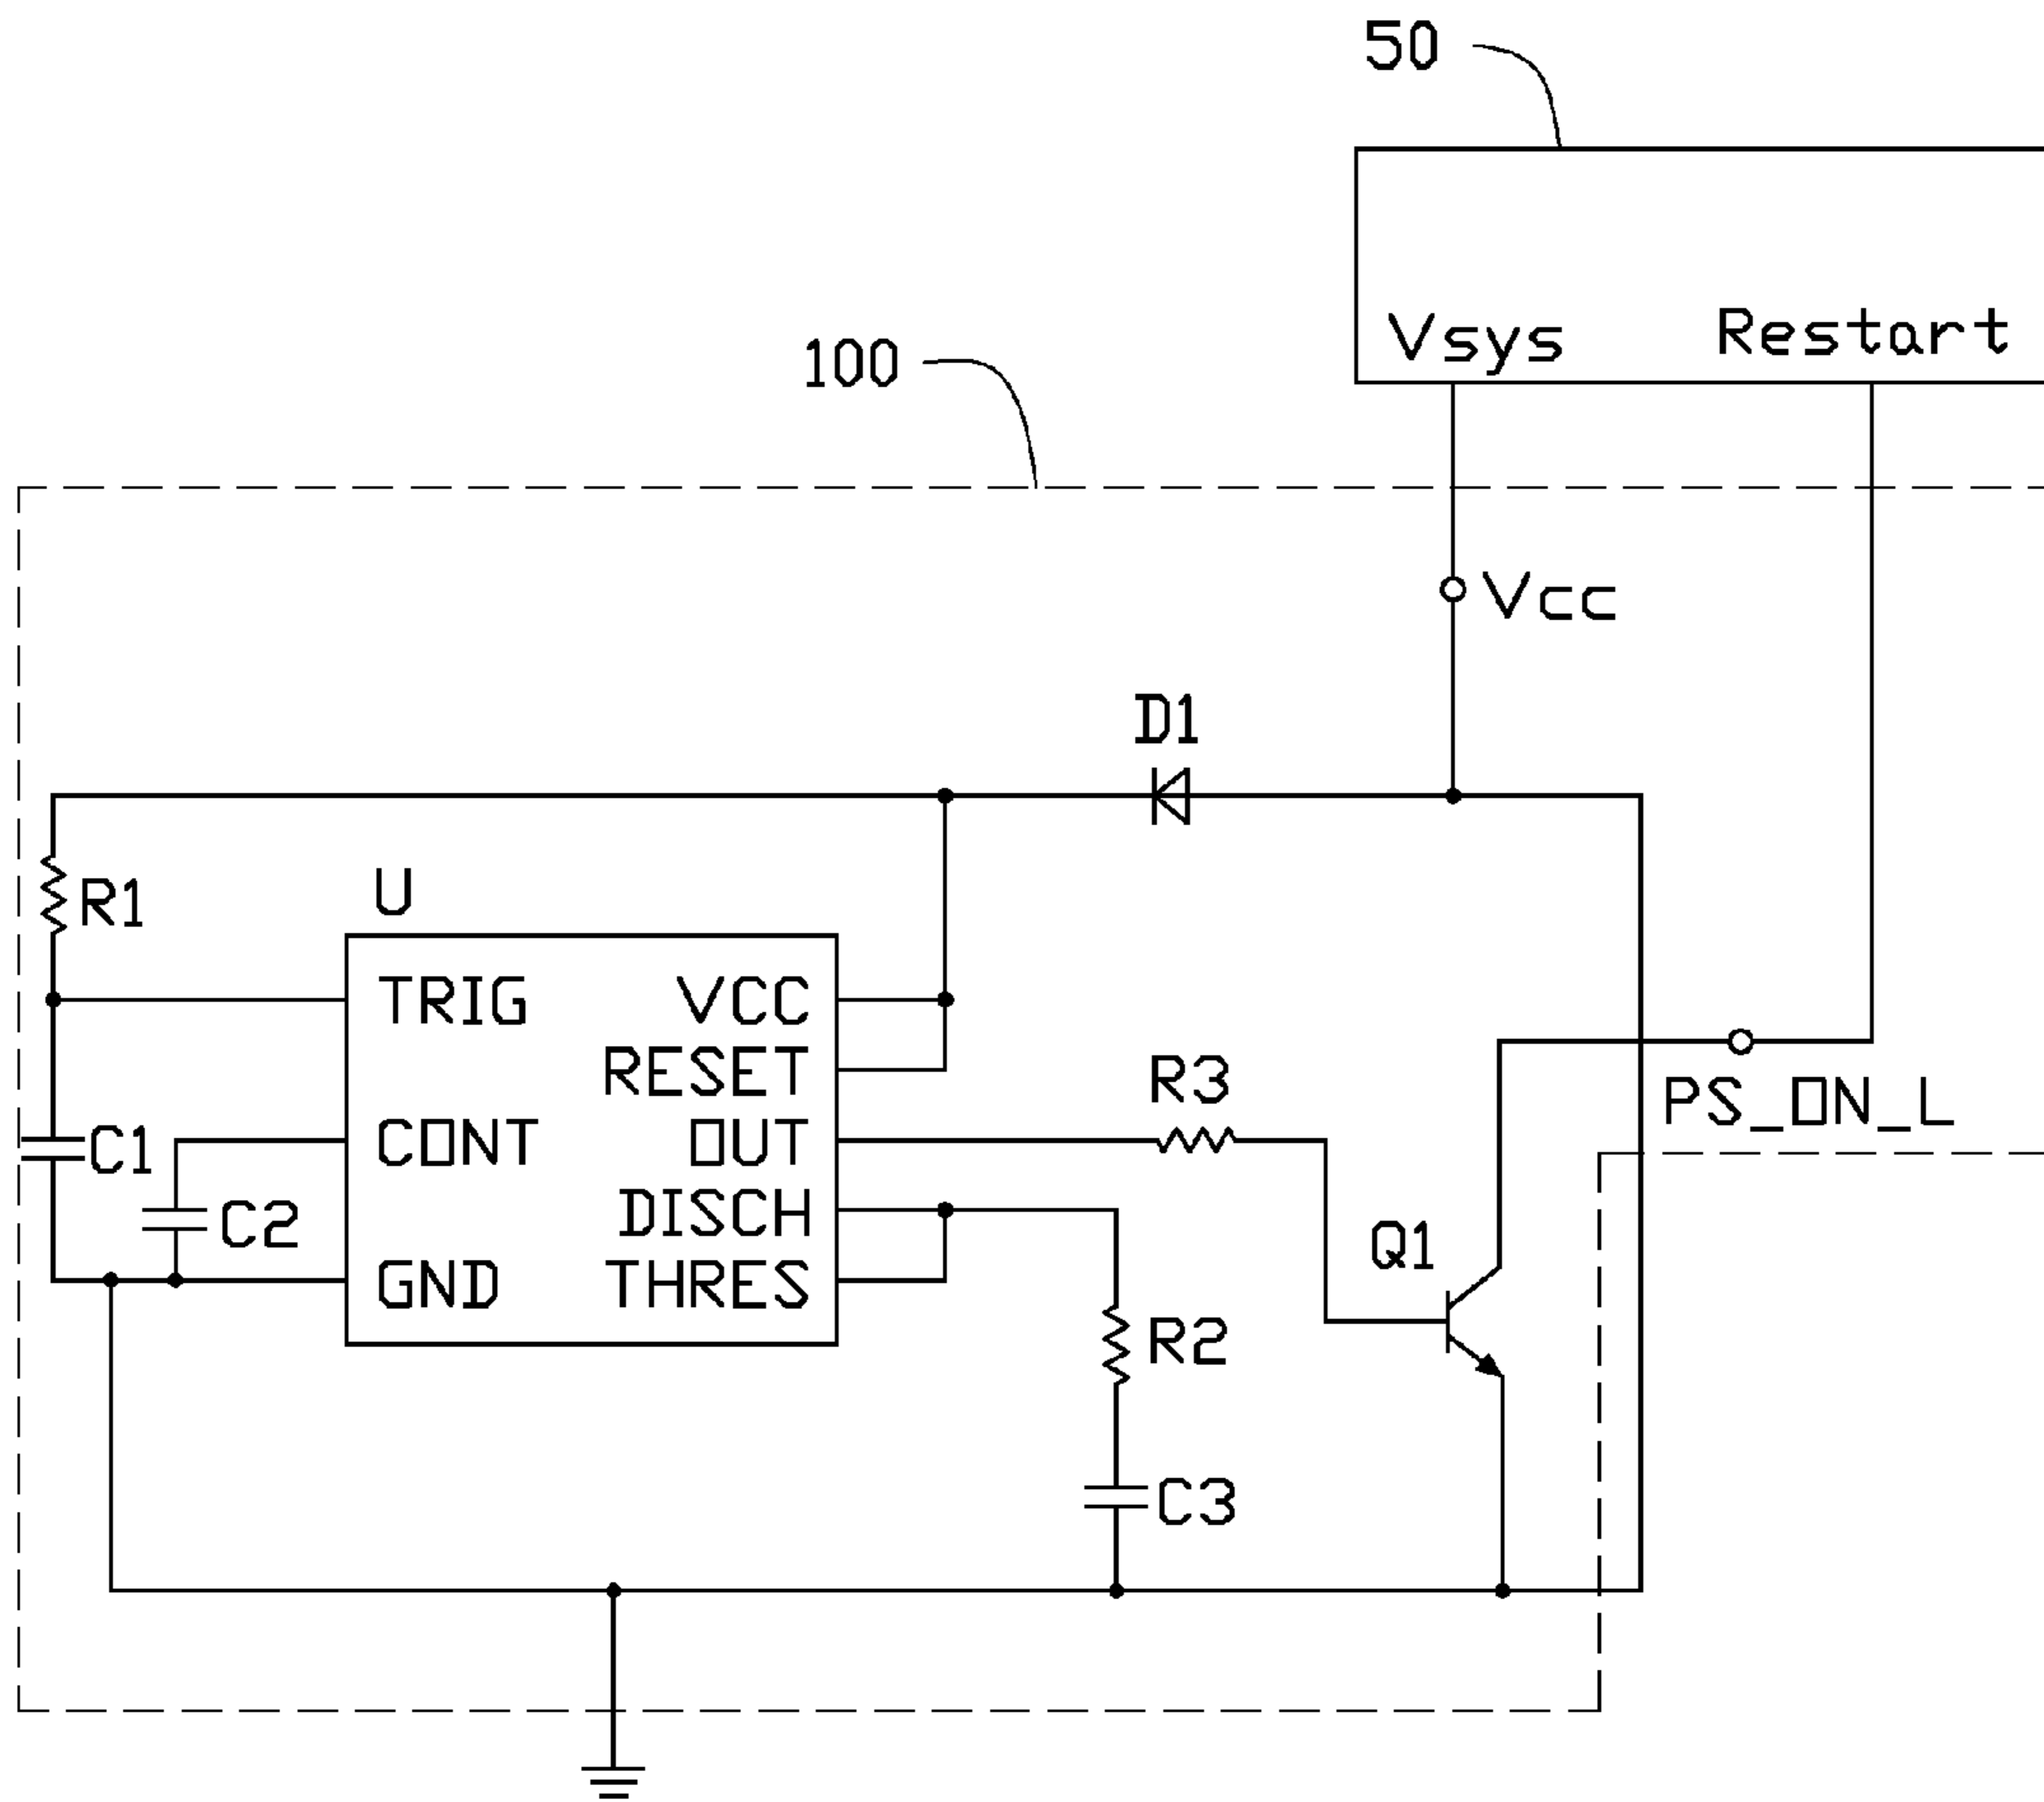 50
Vsys Restart
100
Vcc
D1
R1
U
TRIG VCC
RESET
CONT OUT
DISCH
GND THRES
C1
C2
R3
PS_ON_L
Q1
R2
C3